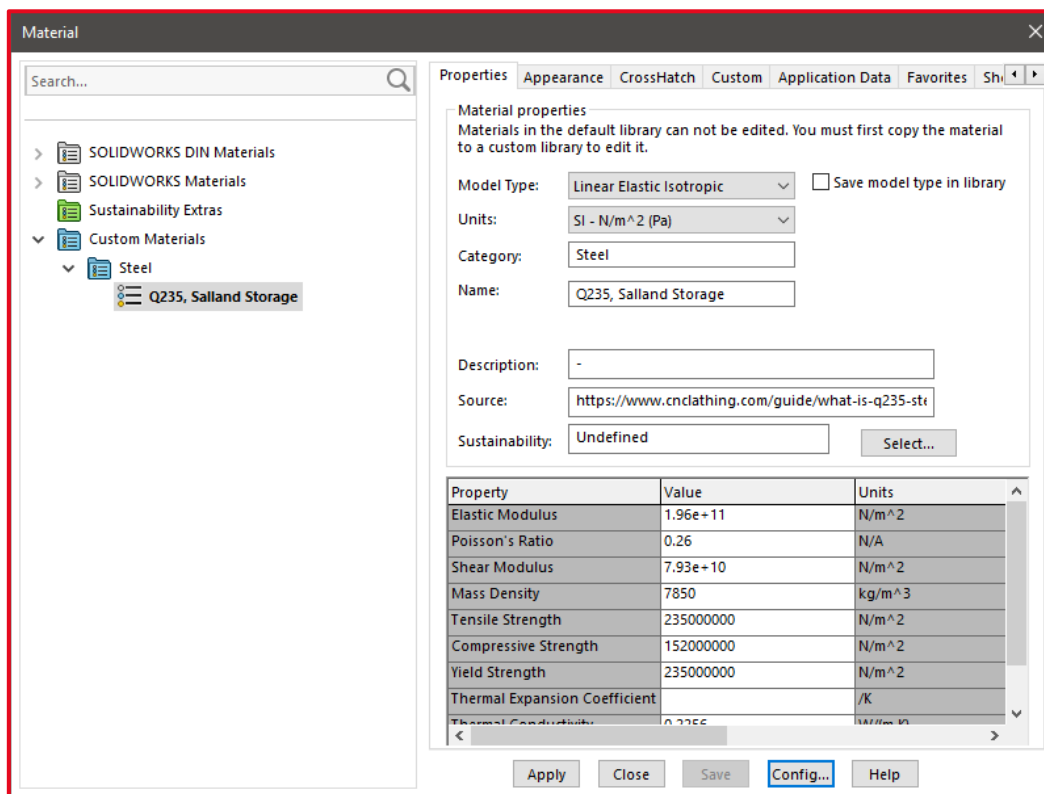 Material
Search...
SOLIDWORKS DIN Materials
SOLIDWORKS Materials
Sustainability Extras
Custom Materials
Steel
Q235, Salland Storage
Properties Appearance CrossHatch Custom Application Data Favorites She
Material properties
Materials in the default library can not be edited. You must first copy the material
to a custom library to edit it.
Model Type: Linear Elastic Isotropic Save model type in library
Units: SI - N/m^2 (Pa)
Category: Steel
Name: Q235, Salland Storage
Description: -
Source: https://www.cnclathing.com/guide/what-is-q235-ste
Sustainability: Undefined Select...
Property Value Units
Elastic Modulus 1.96e+11 N/m^2
Poisson's Ratio 0.26 N/A
Shear Modulus 7.93e+10 N/m^2
Mass Density 7850 kg/m^3
Tensile Strength 235000000 N/m^2
Compressive Strength 152000000 N/m^2
Yield Strength 235000000 N/m^2
Thermal Expansion Coefficient /K
Thermal Conductivity 0.2256 W/(m·K)
Apply Close Save Config... Help